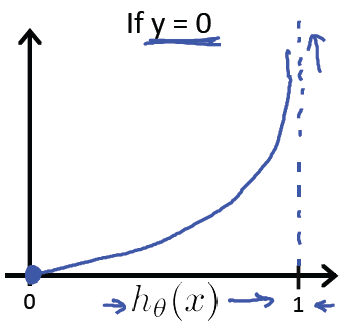 If y = 0
0 hθ(x) 1